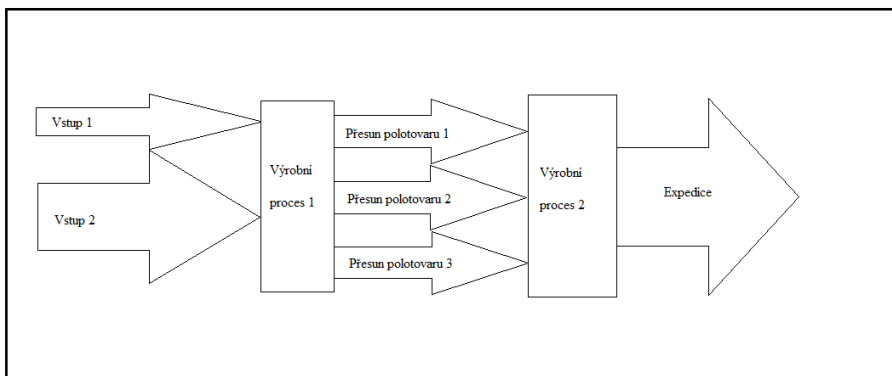 Vstup 1
Vstup 2
Výrobní
proces 1
Přesun polotovaru 1
Přesun polotovaru 2
Přesun polotovaru 3
Výrobní
proces 2
Expedice